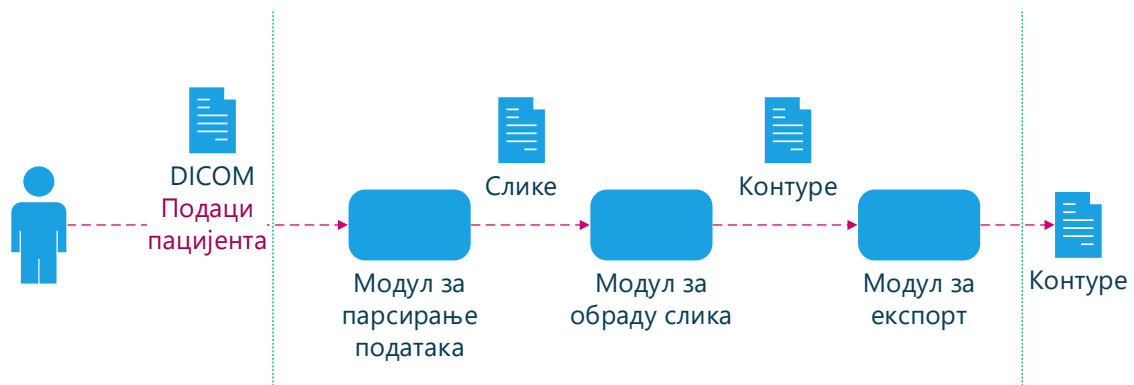 DICOM
Подаци
пацијента
Слике
Контуре
Модул за
парсирање
података
Модул за
обраду слика
Модул за
експорт
Контуре